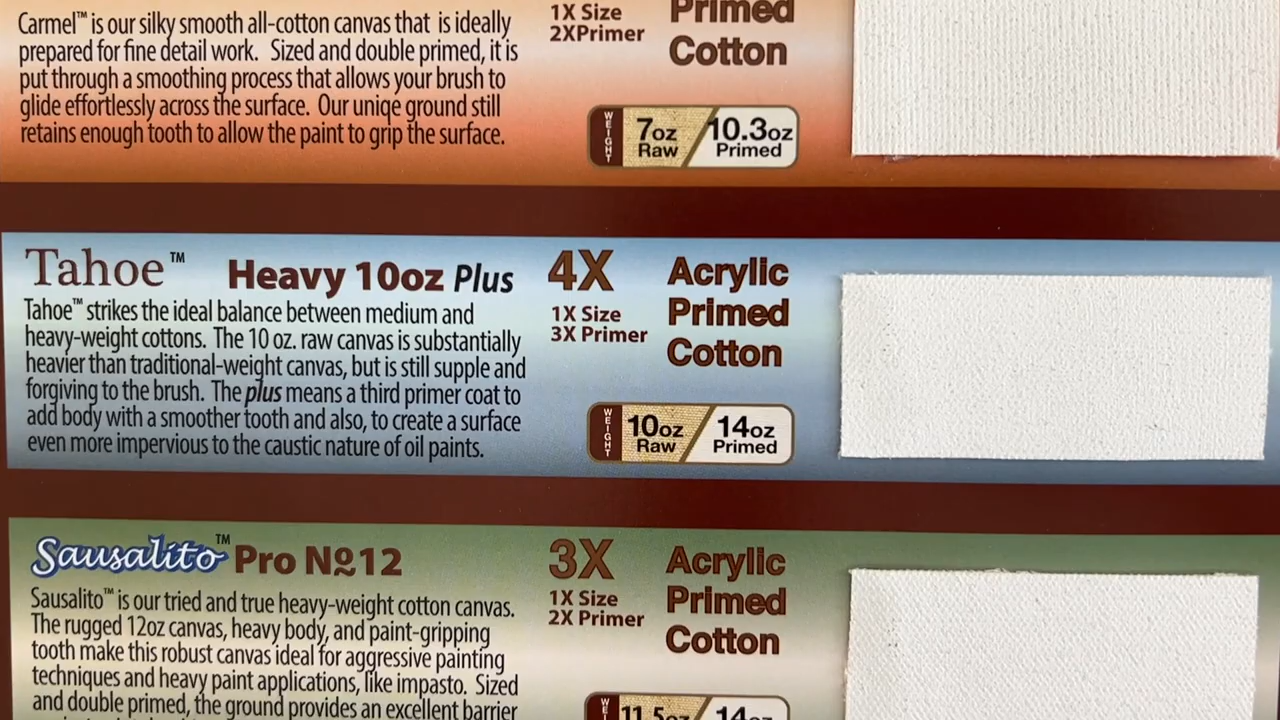 Carmel™ is our silky smooth all-cotton canvas that is ideally
prepared for fine detail work. Sized and double primed, it is
put through a smoothing process that allows your brush to
glide effortlessly across the surface. Our uniqe ground still
retains enough tooth to allow the paint to grip the surface.
1X Size
2XPrimer
Primed
Cotton
WEIGHT
7oz
Raw
10.3oz
Primed
Tahoe™ Heavy 10oz Plus
Tahoe™ strikes the ideal balance between medium and
heavy-weight cottons. The 10 oz. raw canvas is substantially
heavier than traditional-weight canvas, but is still supple and
forgiving to the brush. The plus means a third primer coat to
add body with a smoother tooth and also, to create a surface
even more impervious to the caustic nature of oil paints.
4X
1X Size
3X Primer
Acrylic
Primed
Cotton
WEIGHT
10oz
Raw
14oz
Primed
Sausalito™ Pro №12
Sausalito™ is our tried and true heavy-weight cotton canvas.
The rugged 12oz canvas, heavy body, and paint-gripping
tooth make this robust canvas ideal for aggressive painting
techniques and heavy paint applications, like impasto. Sized
and double primed, the ground provides an excellent barrier
3X
1X Size
2X Primer
Acrylic
Primed
Cotton
11.5oz
14oz